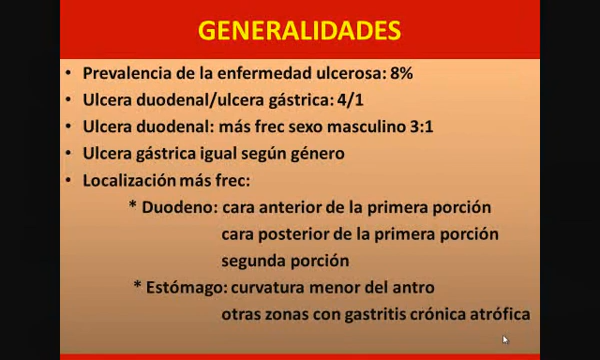 GENERALIDADES
• Prevalencia de la enfermedad ulcerosa: 8%
• Ulcera duodenal/ulcera gástrica: 4/1
• Ulcera duodenal: más frec sexo masculino 3:1
• Ulcera gástrica igual según género
• Localización más frec:
* Duodeno: cara anterior de la primera porción
cara posterior de la primera porción
segunda porción
* Estómago: curvatura menor del antro
otras zonas con gastritis crónica atrófica